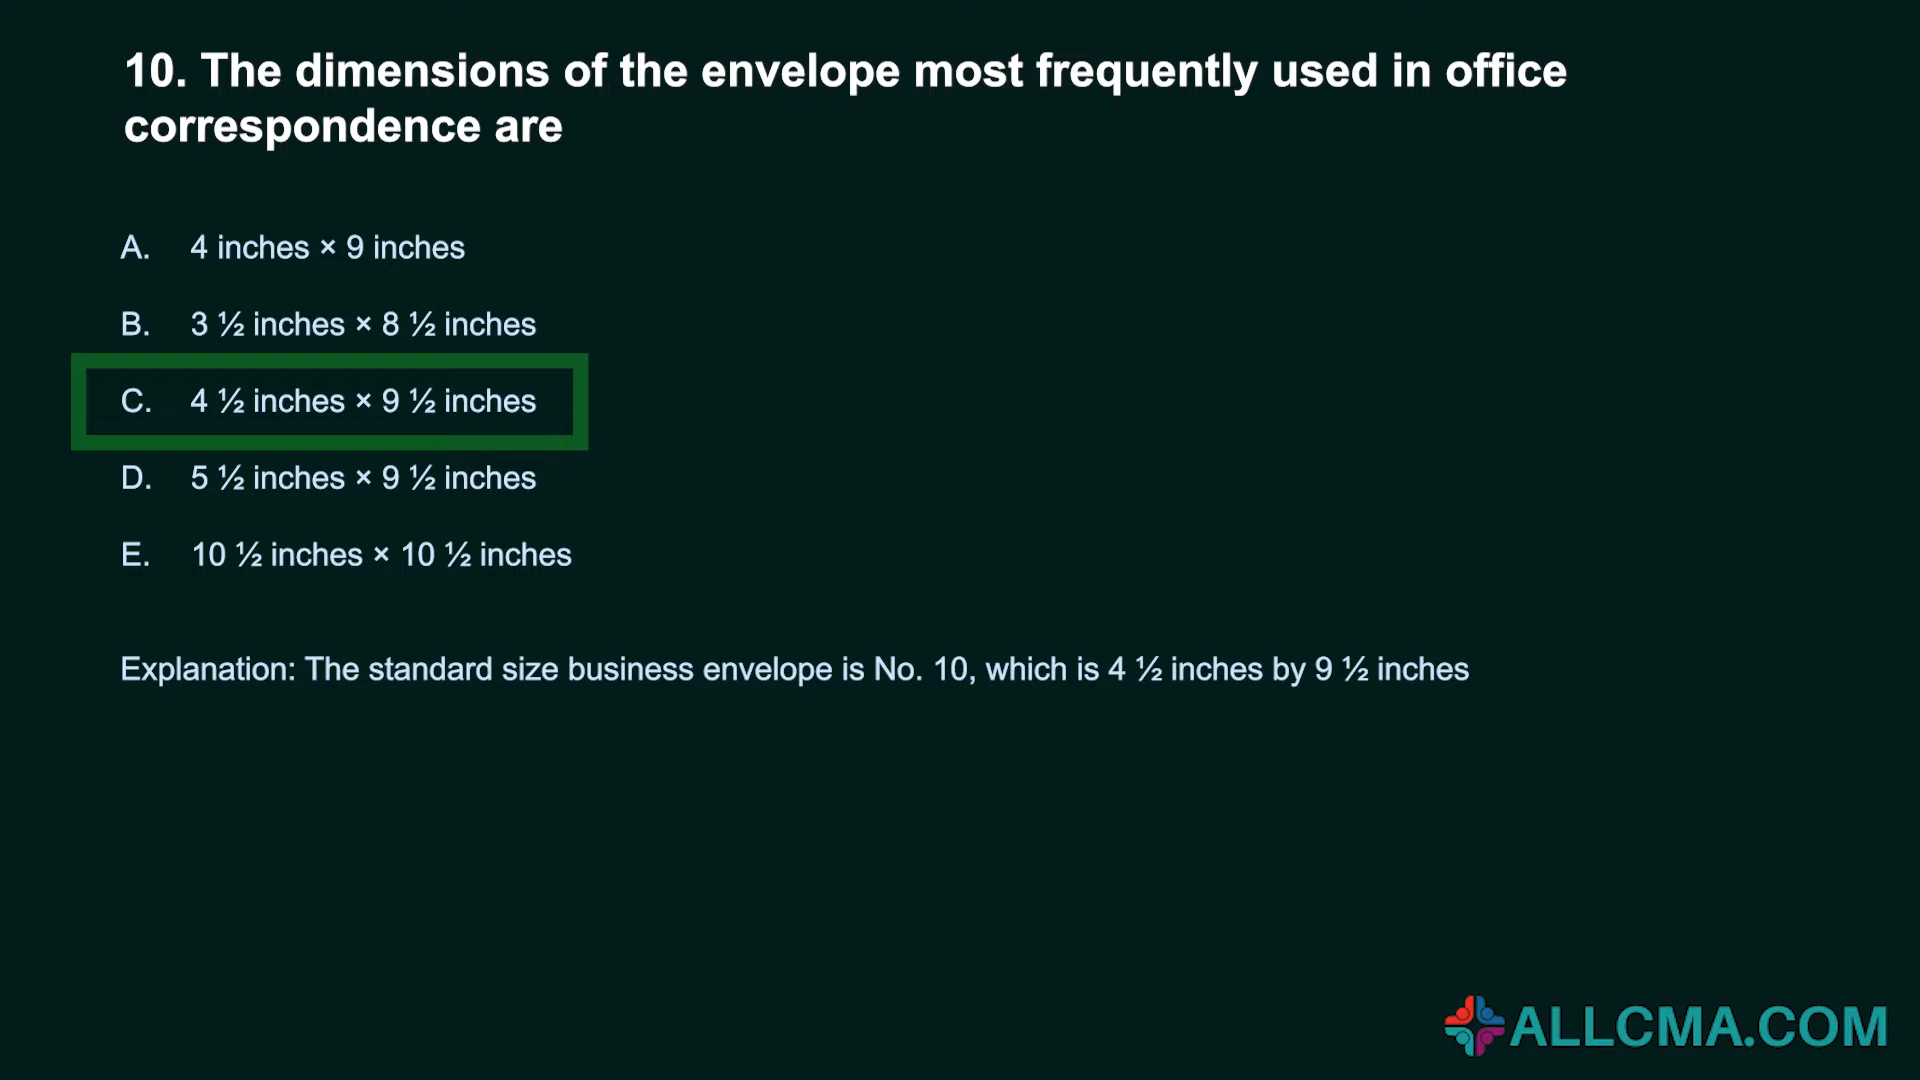 10. The dimensions of the envelope most frequently used in office
correspondence are
A. 4 inches × 9 inches
B. 3 ½ inches × 8 ½ inches
C. 4 ½ inches × 9 ½ inches
D. 5 ½ inches × 9 ½ inches
E. 10 ½ inches × 10 ½ inches
Explanation: The standard size business envelope is No. 10, which is 4 ½ inches by 9 ½ inches
ALLCMA.COM